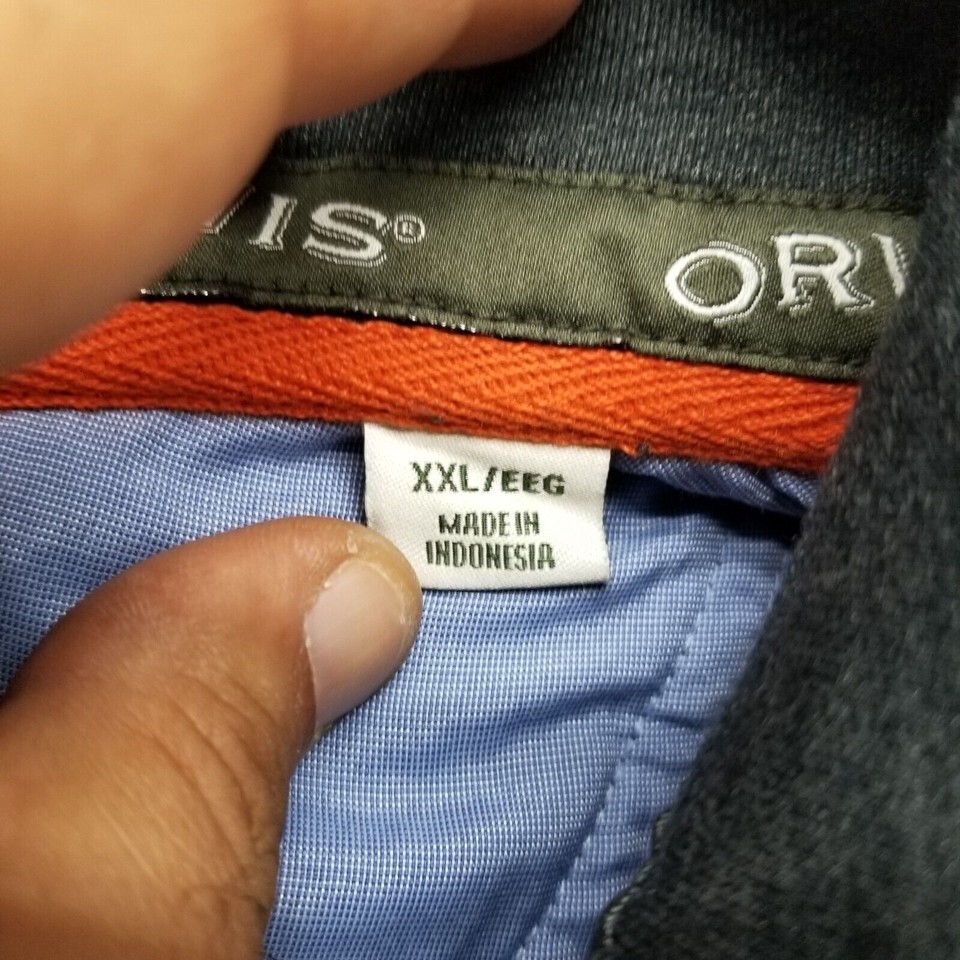 VIS® ORV
XXL/EEG
MADE IN
INDONESIA